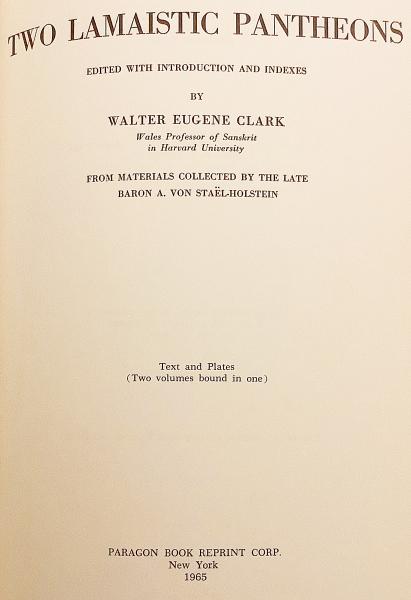 TWO LAMAISTIC PANTHEONS
EDITED WITH INTRODUCTION AND INDEXES
BY
WALTER EUGENE CLARK
Wales Professor of Sanskrit
in Harvard University
FROM MATERIALS COLLECTED BY THE LATE
BARON A. VON STAËL-HOLSTEIN
Text and Plates
(Two volumes bound in one)
PARAGON BOOK REPRINT CORP.
New York
1965